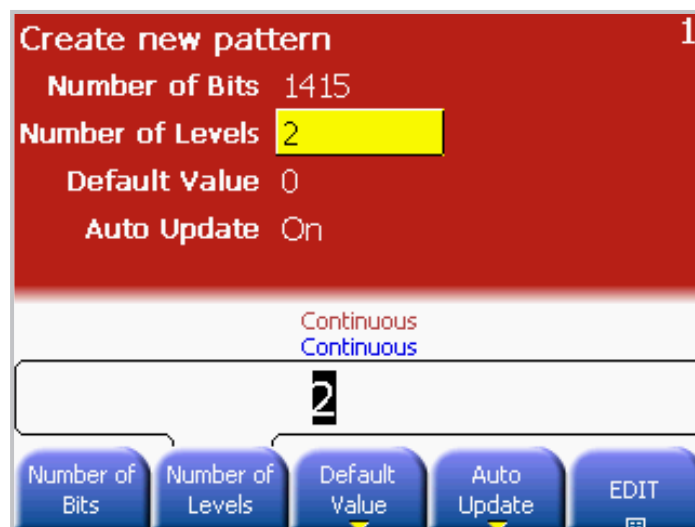 Create new pattern 1
Number of Bits 1415
Number of Levels 2
Default Value 0
Auto Update On
Continuous
Continuous
2
Number of Bits
Number of Levels
Default Value
Auto Update
EDIT